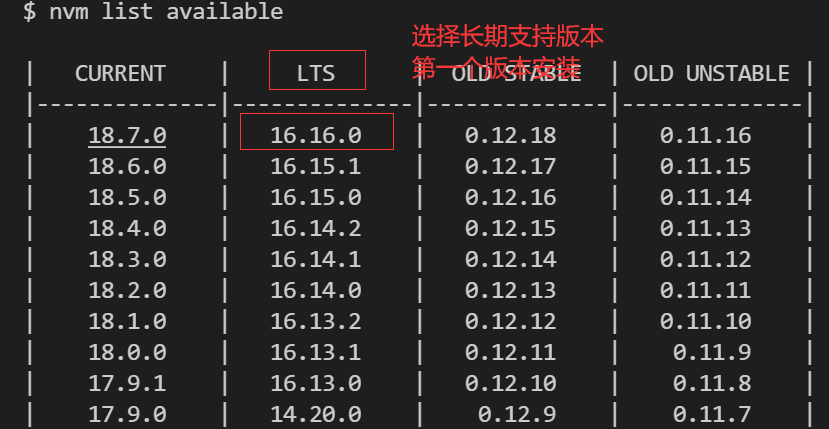 $ nvm list available
选择长期支持版本
第一个版本安装
| CURRENT | LTS | OLD STABLE | OLD UNSTABLE |
|--------------|--------------|--------------|--------------|
| 18.7.0 | 16.16.0 | 0.12.18 | 0.11.16 |
| 18.6.0 | 16.15.1 | 0.12.17 | 0.11.15 |
| 18.5.0 | 16.15.0 | 0.12.16 | 0.11.14 |
| 18.4.0 | 16.14.2 | 0.12.15 | 0.11.13 |
| 18.3.0 | 16.14.1 | 0.12.14 | 0.11.12 |
| 18.2.0 | 16.14.0 | 0.12.13 | 0.11.11 |
| 18.1.0 | 16.13.2 | 0.12.12 | 0.11.10 |
| 18.0.0 | 16.13.1 | 0.12.11 | 0.11.9 |
| 17.9.1 | 16.13.0 | 0.12.10 | 0.11.8 |
| 17.9.0 | 14.20.0 | 0.12.9 | 0.11.7 |